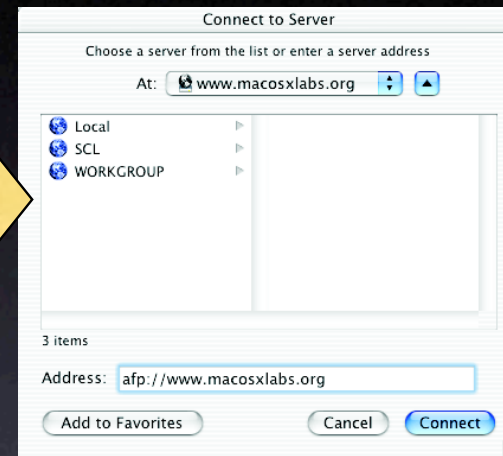 Connect to Server
Choose a server from the list or enter a server address
At: www.macosxlabs.org
Local
SCL
WORKGROUP
3 items
Address: afp://www.macosxlabs.org
Add to Favorites Cancel Connect